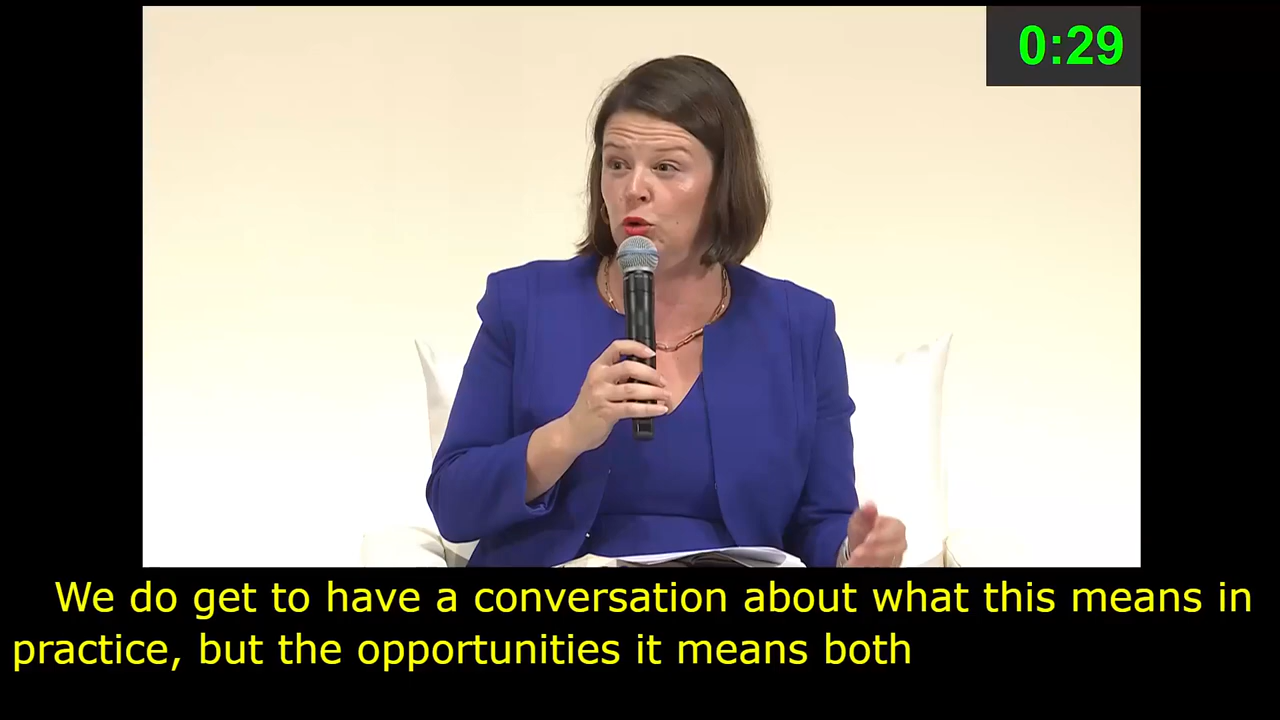 0:29
We do get to have a conversation about what this means in
practice, but the opportunities it means both